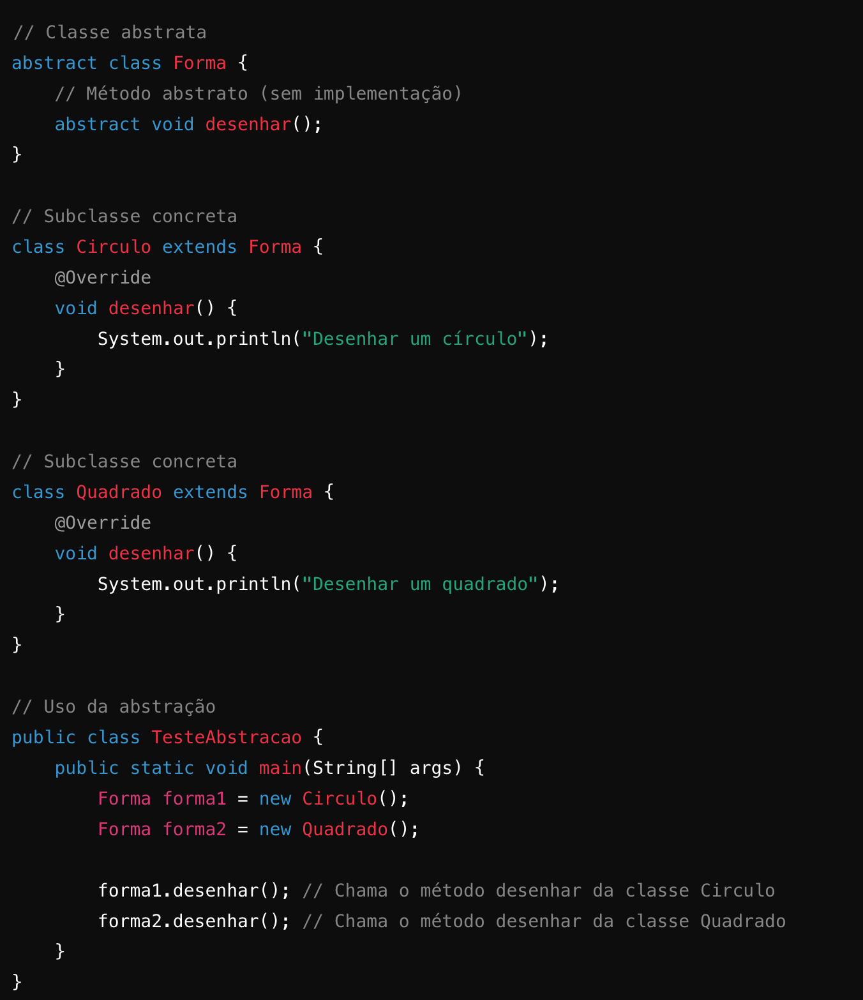 // Classe abstrata
abstract class Forma {
    // Método abstrato (sem implementação)
    abstract void desenhar();
}

// Subclasse concreta
class Circulo extends Forma {
    @Override
    void desenhar() {
        System.out.println("Desenhar um círculo");
    }
}

// Subclasse concreta
class Quadrado extends Forma {
    @Override
    void desenhar() {
        System.out.println("Desenhar um quadrado");
    }
}

// Uso da abstração
public class TesteAbstracao {
    public static void main(String[] args) {
        Forma forma1 = new Circulo();
        Forma forma2 = new Quadrado();

        forma1.desenhar(); // Chama o método desenhar da classe Circulo
        forma2.desenhar(); // Chama o método desenhar da classe Quadrado
    }
}